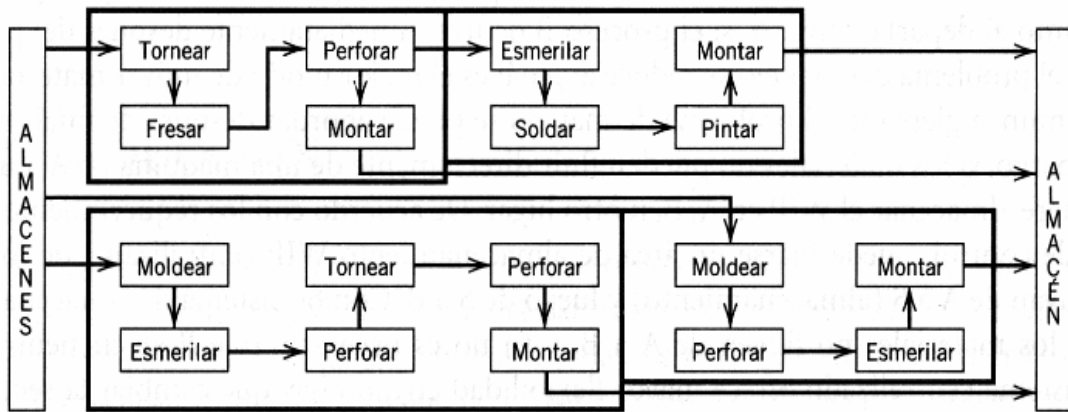 ALMACENES
Tornear
Perforar
Esmerilar
Montar
Fresar
Montar
Soldar
Pintar
Moldear
Tornear
Perforar
Moldear
Montar
Esmerilar
Perforar
Montar
Perforar
Esmerilar
ALMACÉN